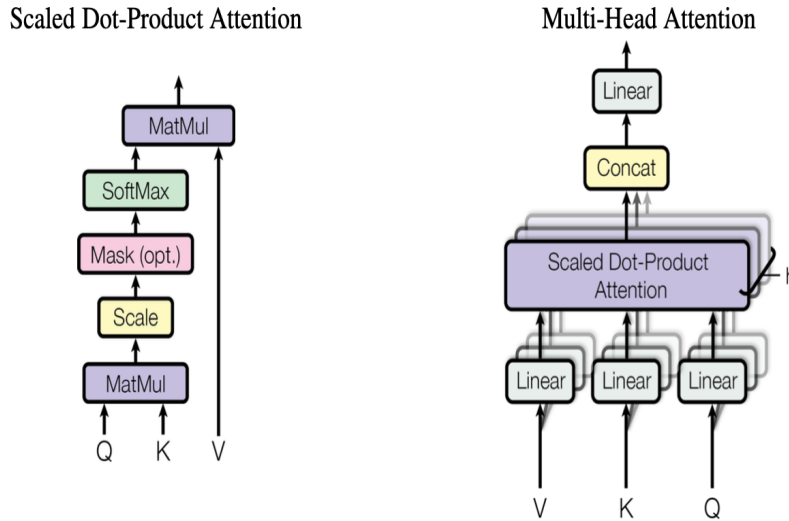 Scaled Dot-Product Attention
MatMul
SoftMax
Mask (opt.)
Scale
MatMul
Q K V
Multi-Head Attention
Linear
Concat
Scaled Dot-Product
Attention
Linear Linear Linear
V K Q